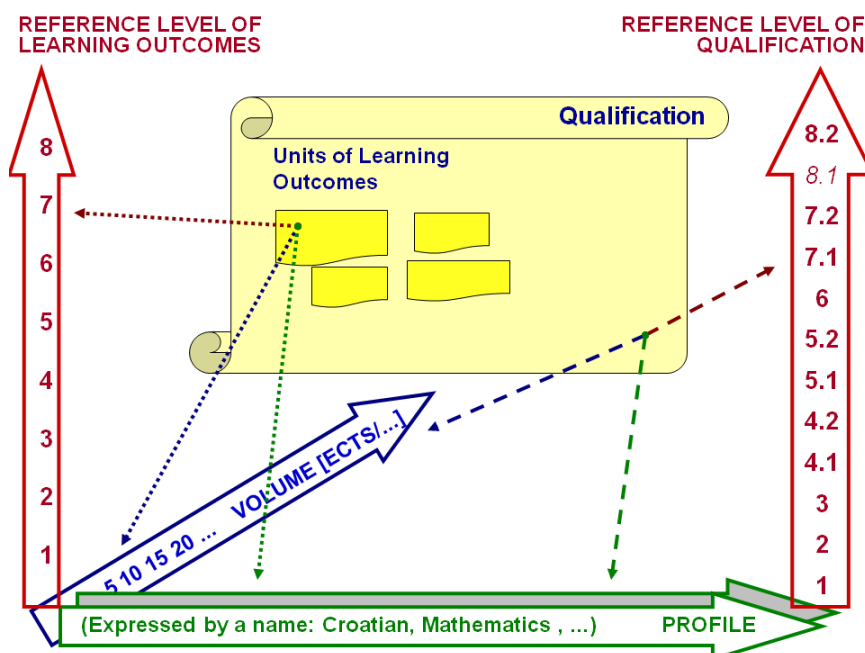 REFERENCE LEVEL OF
LEARNING OUTCOMES
REFERENCE LEVEL OF
QUALIFICATION
Qualification
Units of Learning
Outcomes
8
7
6
5
4
3
2
1
8.2
8.1
7.2
7.1
6
5.2
5.1
4.2
4.1
3
2
1
5 10 15 20 ... VOLUME [ECTS/...]
(Expressed by a name: Croatian, Mathematics , ...) PROFILE